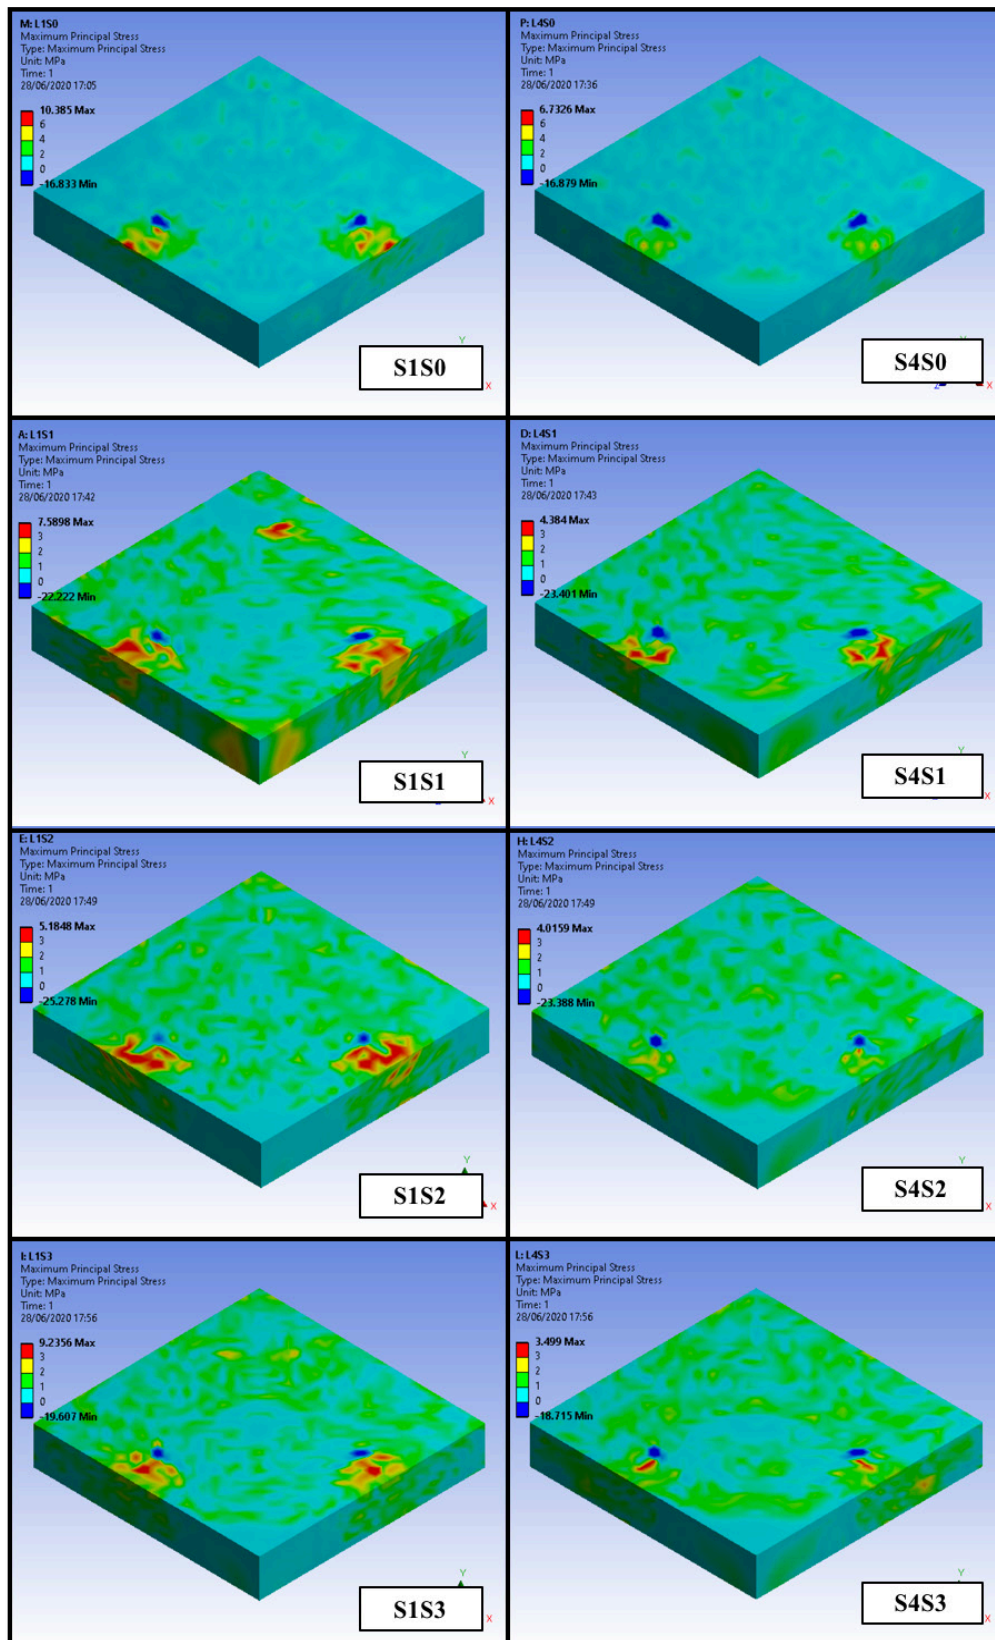 M: L1S0
Maximum Principal Stress
Type: Maximum Principal Stress
Unit: MPa
Time: 1
28/06/2020 17:05
10.385 Max
6
4
2
0
-16.833 Min
Y
X
S1S0
P: L4S0
Maximum Principal Stress
Type: Maximum Principal Stress
Unit: MPa
Time: 1
28/06/2020 17:36
6.7326 Max
6
4
2
0
-16.879 Min
S4S0
A: L1S1
Maximum Principal Stress
Type: Maximum Principal Stress
Unit: MPa
Time: 1
28/06/2020 17:42
7.5898 Max
3
2
1
0
-22.222 Min
Y
X
S1S1
D: L4S1
Maximum Principal Stress
Type: Maximum Principal Stress
Unit: MPa
Time: 1
28/06/2020 17:43
4.384 Max
3
2
1
0
-23.401 Min
Y
X
S4S1
E: L1S2
Maximum Principal Stress
Type: Maximum Principal Stress
Unit: MPa
Time: 1
28/06/2020 17:49
5.1848 Max
3
2
1
0
-25.278 Min
Y
X
S1S2
H: L4S2
Maximum Principal Stress
Type: Maximum Principal Stress
Unit: MPa
Time: 1
28/06/2020 17:49
4.0159 Max
3
2
1
0
-23.388 Min
Y
X
S4S2
I: L1S3
Maximum Principal Stress
Type: Maximum Principal Stress
Unit: MPa
Time: 1
28/06/2020 17:56
9.2356 Max
3
2
1
0
-19.607 Min
Y
X
S1S3
L: L4S3
Maximum Principal Stress
Type: Maximum Principal Stress
Unit: MPa
Time: 1
28/06/2020 17:56
3.499 Max
3
2
1
0
-18.715 Min
Y
X
S4S3